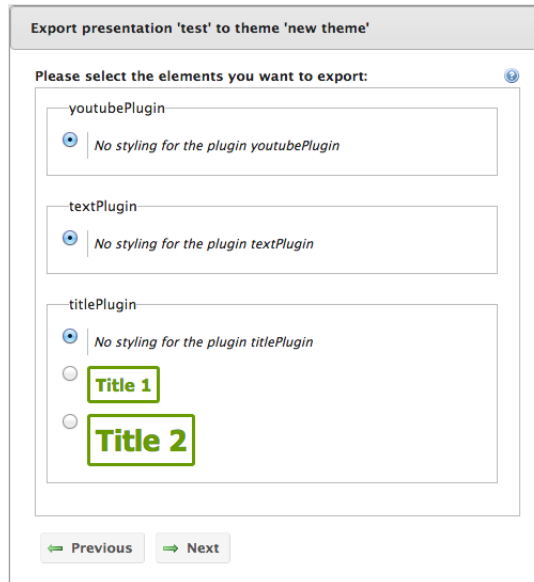 Export presentation 'test' to theme 'new theme'
Please select the elements you want to export:
youtubePlugin
No styling for the plugin youtubePlugin
textPlugin
No styling for the plugin textPlugin
titlePlugin
No styling for the plugin titlePlugin
Title 1
Title 2
Previous Next